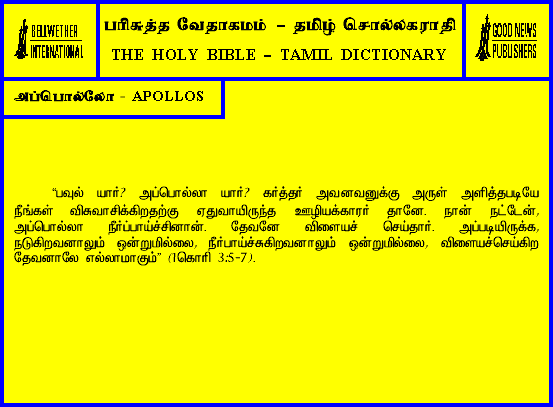 BELLWETHER
INTERNATIONAL
பரிசுத்த வேதாகமம் – தமிழ் சொல்லகராதி
THE HOLY BIBLE – TAMIL DICTIONARY
GOOD NEWS
PUBLISHERS
அப்பொல்லோ - APOLLOS
“பவுல் யார்? அப்பொல்லா யார்? கர்த்தர் அவனவனுக்கு அருள் அளித்தபடியே
நீங்கள் விசுவாசிக்கிறதற்கு ஏதுவாயிருந்த ஊழியக்காரர் தானே. நான் நட்டேன்,
அப்பொல்லா நீர்ப்பாய்ச்சினான். தேவனே விளையச் செய்தார். அப்படியிருக்க,
நடுகிறவனாலும் ஒன்றுமில்லை, நீர்பாய்ச்சுகிறவனாலும் ஒன்றுமில்லை, விளையச்செய்கிற
தேவனாலே எல்லாமாகும்” (1கொரி 3:5-7).